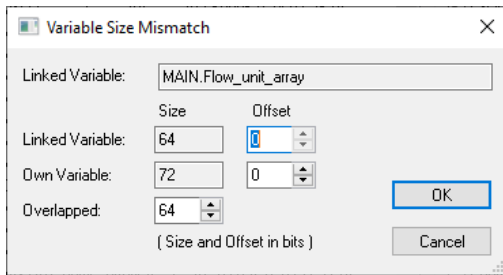 Variable Size Mismatch
Linked Variable: MAIN.Flow_unit_array
Size Offset
Linked Variable: 64 0
Own Variable: 72 0
Overlapped: 64
OK
( Size and Offset in bits )
Cancel